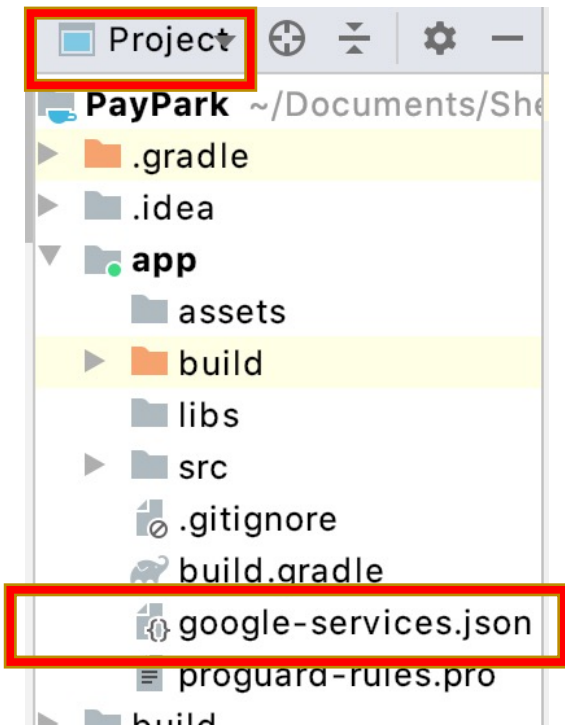 Project
PayPark ~/Documents/She
.gradle
.idea
app
assets
build
libs
src
.gitignore
build.gradle
google-services.json
proguard-rules.pro
build